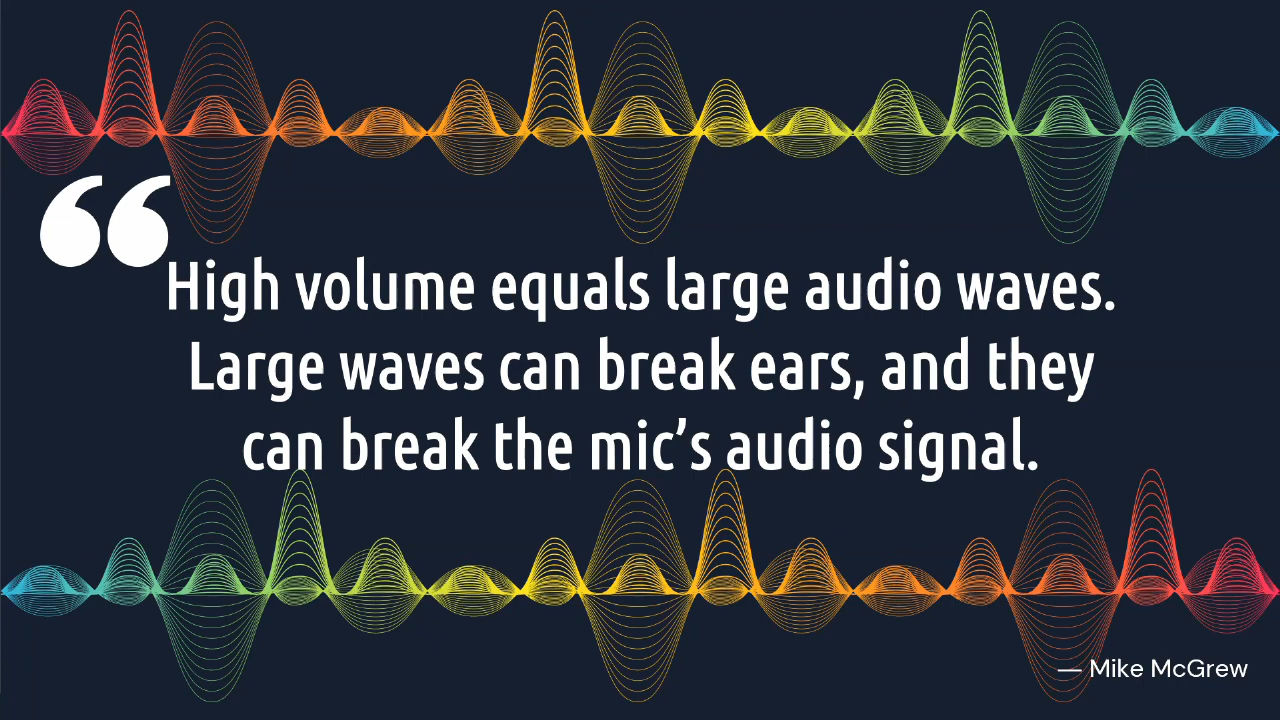 “
High volume equals large audio waves.
Large waves can break ears, and they
can break the mic’s audio signal.
— Mike McGrew